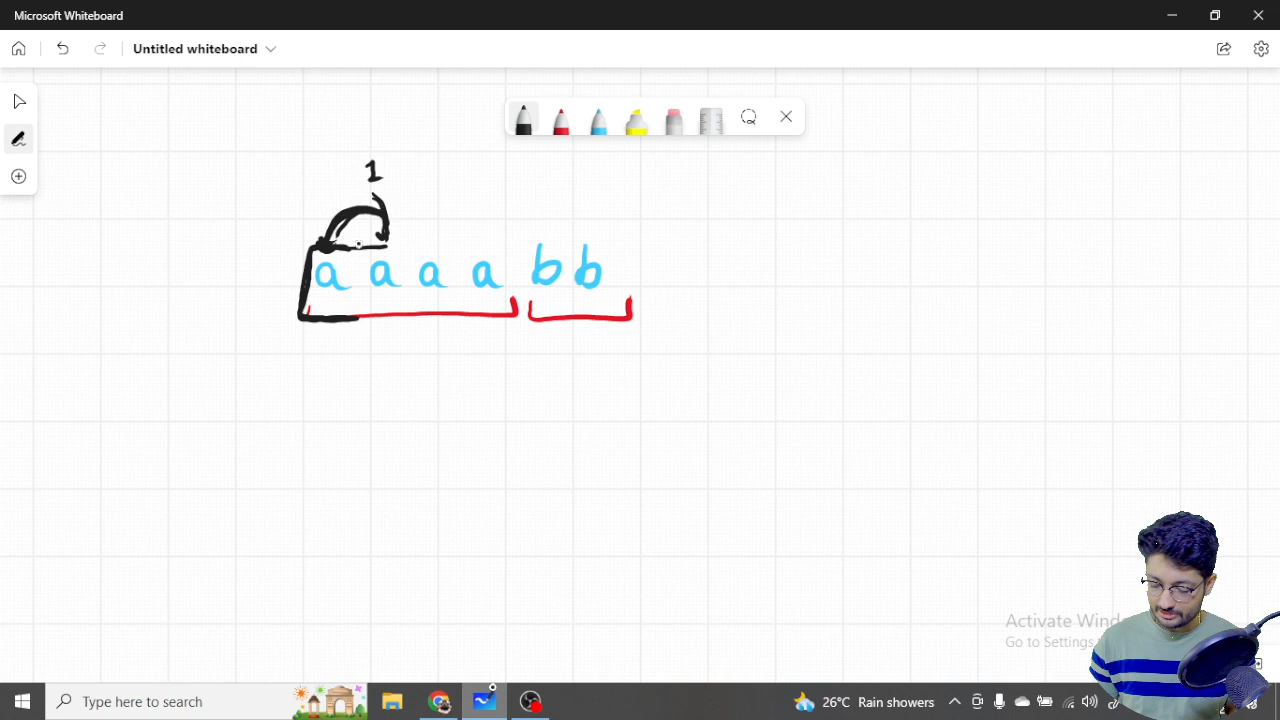 Microsoft Whiteboard
Untitled whiteboard
1
a a a a b b
Activate Wind
Go to Settings
Type here to search
26°C Rain showers